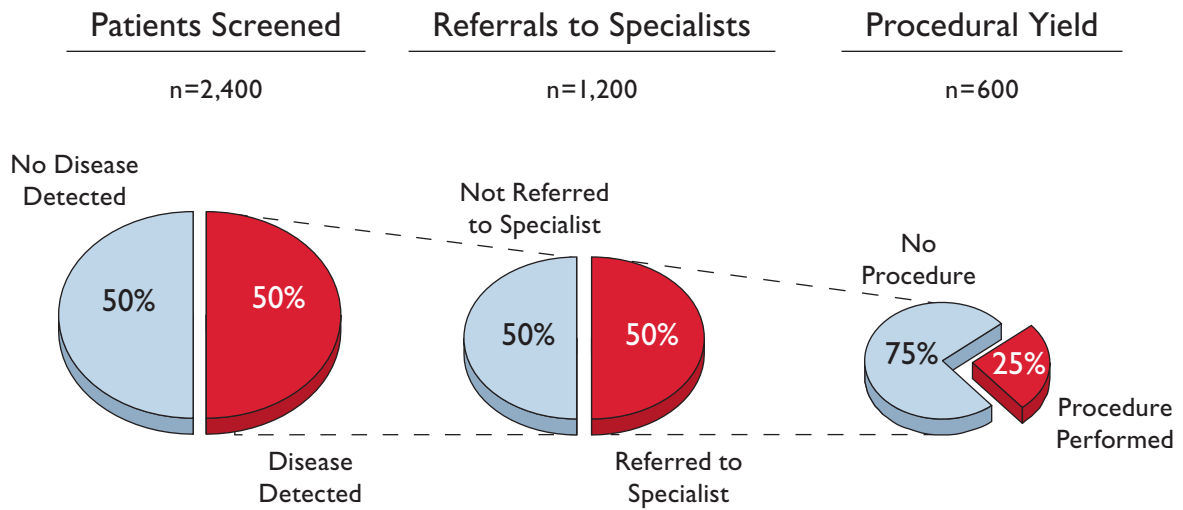 Patients Screened
n=2,400
No Disease
Detected
50%
50%
Disease
Detected
Referrals to Specialists
n=1,200
Not Referred
to Specialist
50%
50%
Referred to
Specialist
Procedural Yield
n=600
No
Procedure
75%
25%
Procedure
Performed